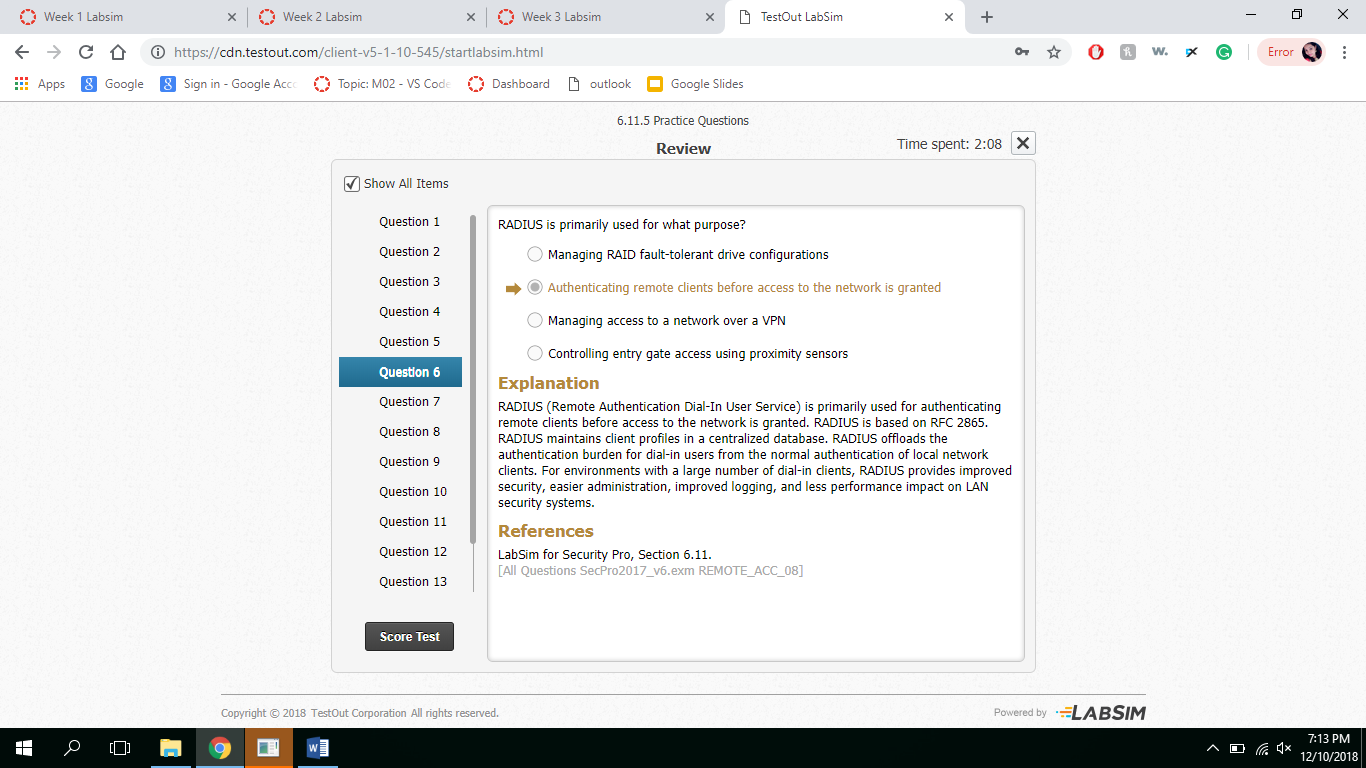 Week 1 Labsim
Week 2 Labsim
Week 3 Labsim
TestOut LabSim
https://cdn.testout.com/client-v5-1-10-545/startlabsim.html
Error
Apps
Google
Sign in - Google Acco
Topic: M02 - VS Code
Dashboard
outlook
Google Slides
6.11.5 Practice Questions
Review
Time spent: 2:08
Show All Items
Question 1
Question 2
Question 3
Question 4
Question 5
Question 6
Question 7
Question 8
Question 9
Question 10
Question 11
Question 12
Question 13
Score Test
RADIUS is primarily used for what purpose?
Managing RAID fault-tolerant drive configurations
Authenticating remote clients before access to the network is granted
Managing access to a network over a VPN
Controlling entry gate access using proximity sensors
Explanation
RADIUS (Remote Authentication Dial-In User Service) is primarily used for authenticating
remote clients before access to the network is granted. RADIUS is based on RFC 2865.
RADIUS maintains client profiles in a centralized database. RADIUS offloads the
authentication burden for dial-in users from the normal authentication of local network
clients. For environments with a large number of dial-in clients, RADIUS provides improved
security, easier administration, improved logging, and less performance impact on LAN
security systems.
References
LabSim for Security Pro, Section 6.11.
[All Questions SecPro2017_v6.exm REMOTE_ACC_08]
Copyright © 2018 TestOut Corporation All rights reserved.
Powered by LABSIM
7:13 PM
12/10/2018